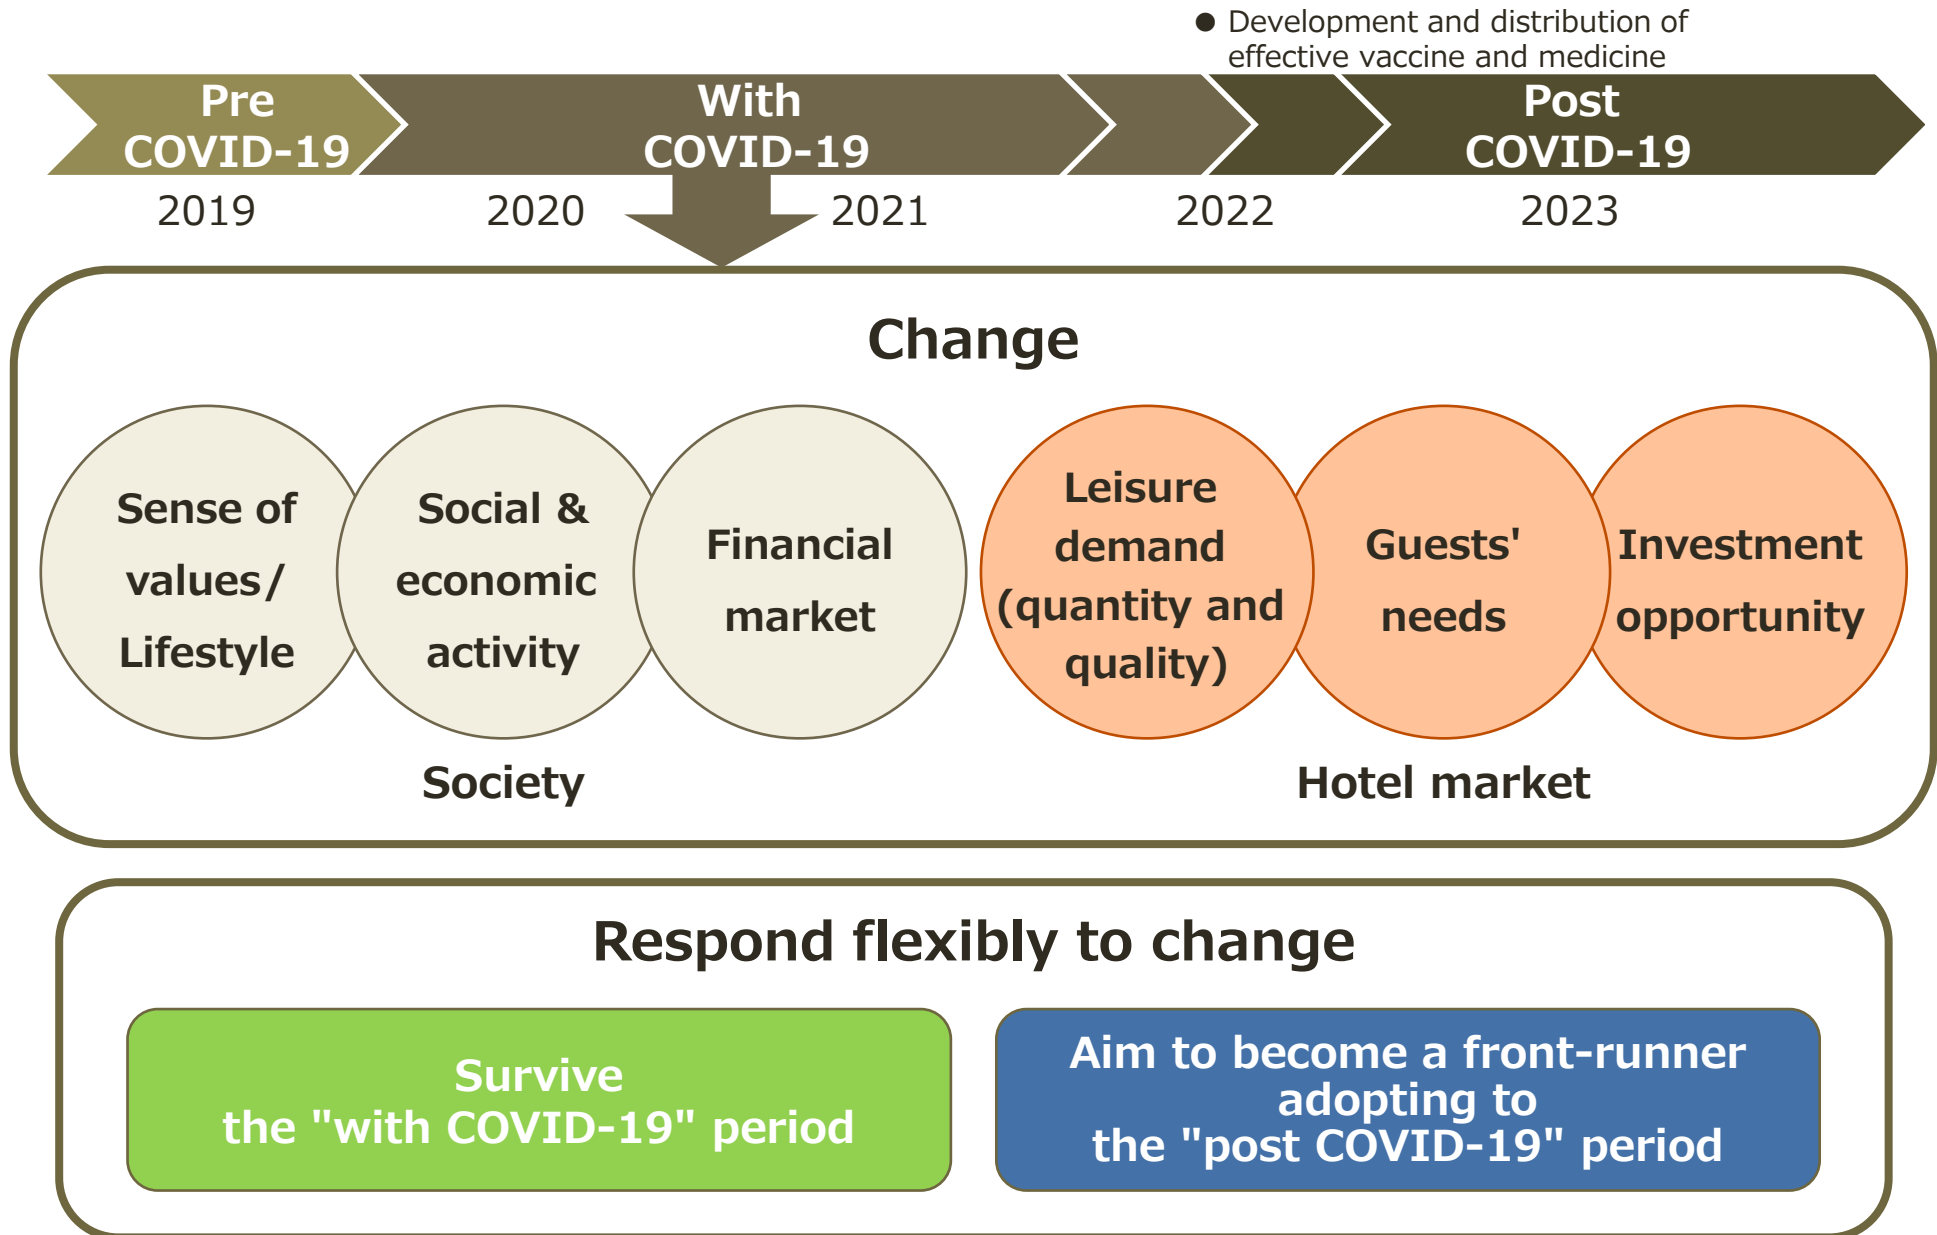 ● Development and distribution of
effective vaccine and medicine
Pre
COVID-19
With
COVID-19
Post
COVID-19
2019
2020
2021
2022
2023
Change
Sense of
values/
Lifestyle
Social &
economic
activity
Financial
market
Leisure
demand
(quantity and
quality)
Guests'
needs
Investment
opportunity
Society
Hotel market
Respond flexibly to change
Survive
the "with COVID-19" period
Aim to become a front-runner
adopting to
the "post COVID-19" period